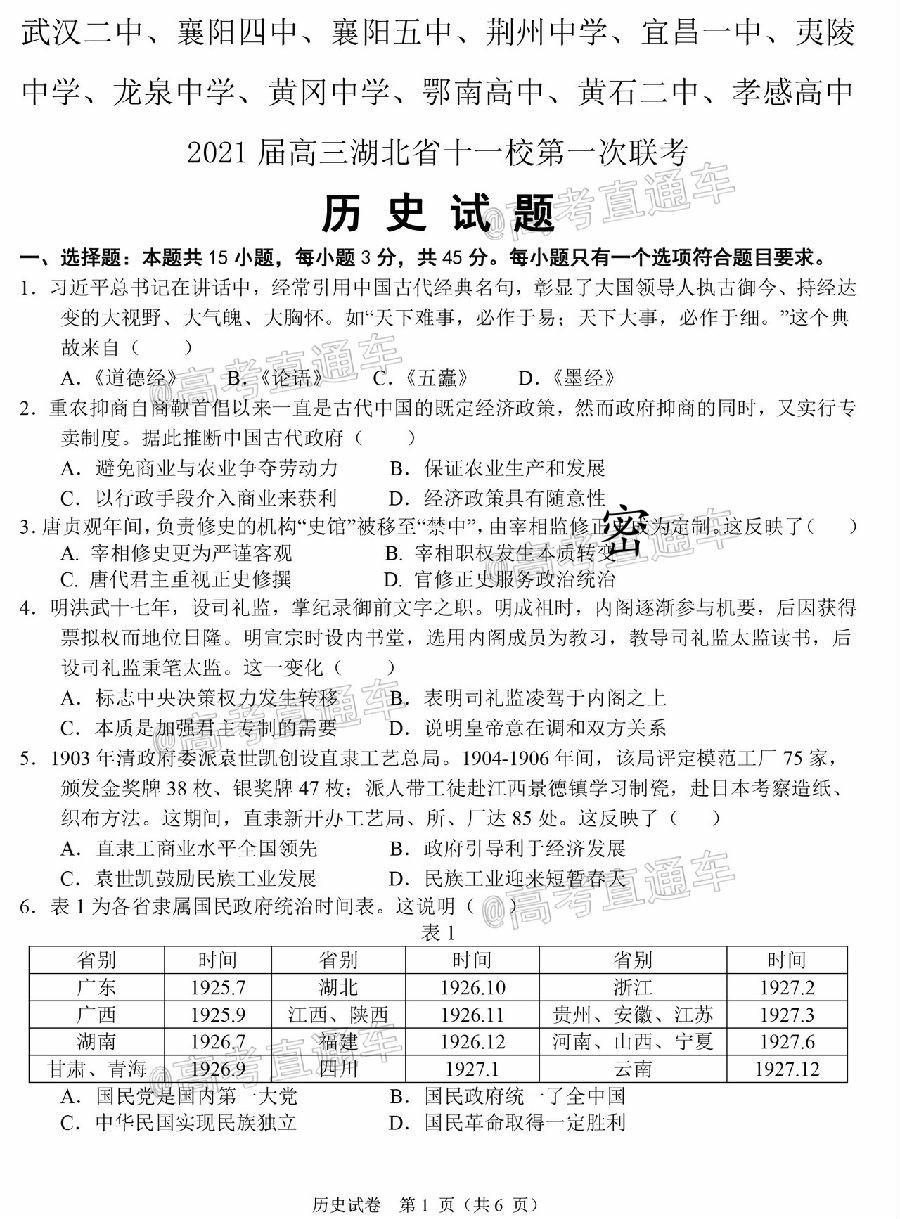 武汉二中、襄阳四中、襄阳五中、荆州中学、宜昌一中、夷陵
中学、龙泉中学、黄冈中学、鄂南高中、黄石二中、孝感高中
2021 届高三湖北省十一校第一次联考
历 史 试 题
@高考直通车
一、选择题：本题共 15 小题，每小题 3 分，共 45 分。每小题只有一个选项符合题目要求。
1．习近平总书记在讲话中，经常引用中国古代经典名句，彰显了大国领导人执古御今、持经达
变的大视野、大气魄、大胸怀。如“天下难事，必作于易；天下大事，必作于细。”这个典
故来自（　　）
@高考直通车
A．《道德经》　B．《论语》　C．《五蠹》　D．《墨经》
2．重农抑商自商鞅首倡以来一直是古代中国的既定经济政策，然而政府抑商的同时，又实行专
卖制度。据此推断中国古代政府（　　）
A．避免商业与农业争夺劳动力　B．保证农业生产和发展
C．以行政手段介入商业来获利　D．经济政策具有随意性
密
3. 唐贞观年间，负责修史的机构“史馆”被移至“禁中”，由宰相监修正史成为定制。这反映了（　　）
@高考直通车
A. 宰相修史更为严谨客观　B. 宰相职权发生本质转变
C. 唐代君主重视正史修撰　D. 官修正史服务政治统治
4．明洪武十七年，设司礼监，掌纪录御前文字之职。明成祖时，内阁逐渐参与机要，后因获得
票拟权而地位日隆。明宣宗时设内书堂，选用内阁成员为教习，教导司礼监太监读书，后
设司礼监秉笔太监。这一变化（　　）
A．标志中央决策权力发生转移　B．表明司礼监凌驾于内阁之上
@高考直通车
C．本质是加强君主专制的需要　D．说明皇帝意在调和双方关系
5．1903 年清政府委派袁世凯创设直隶工艺总局。1904-1906 年间，该局评定模范工厂 75 家，
颁发金奖牌 38 枚、银奖牌 47 枚；派人带工徒赴江西景德镇学习制瓷，赴日本考察造纸、
织布方法。这期间，直隶新开办工艺局、所、厂达 85 处。这反映了（　　）
A．直隶工商业水平全国领先　B．政府引导利于经济发展
C．袁世凯鼓励民族工业发展　D．民族工业迎来短暂春天
@高考直通车
6．表 1 为各省隶属国民政府统治时间表。这说明（　　）
表 1
省别　时间　省别　时间　省别　时间
广东　1925.7　湖北　1926.10　浙江　1927.2
广西　1925.9　江西、陕西　1926.11　贵州、安徽、江苏　1927.3
湖南　1926.7　福建　1926.12　河南、山西、宁夏　1927.6
甘肃、青海　1926.9　四川　1927.1　云南　1927.12
@高考直通车
A．国民党是国内第一大党　B．国民政府统一了全中国
C．中华民国实现民族独立　D．国民革命取得一定胜利
历史试卷　第 1 页（共 6 页）